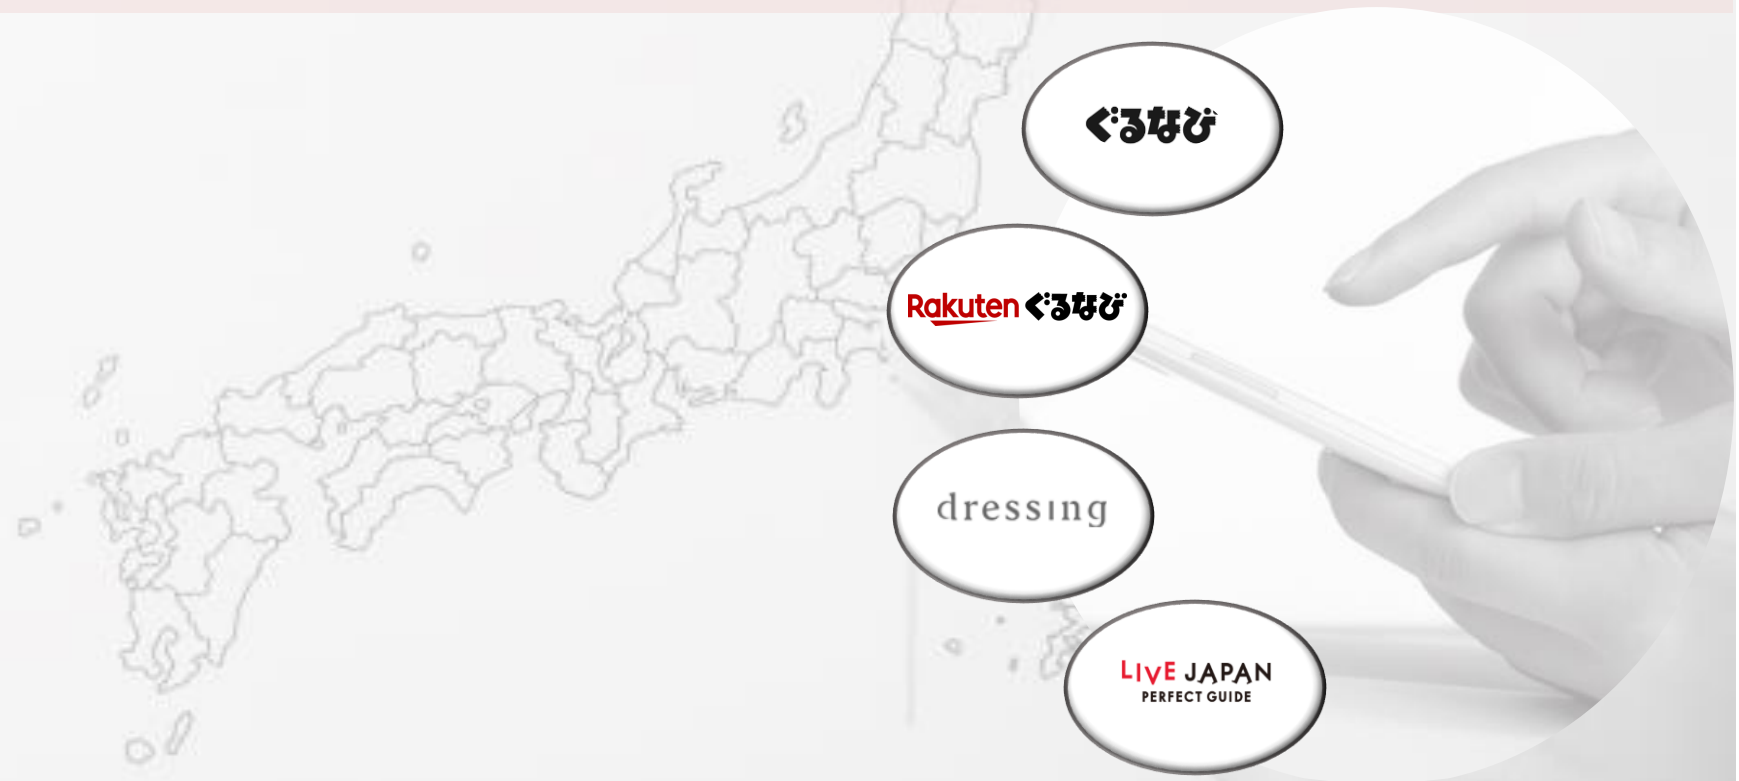 ぐるなび
Rakuten ぐるなび
dressing
LIVE JAPAN
PERFECT GUIDE